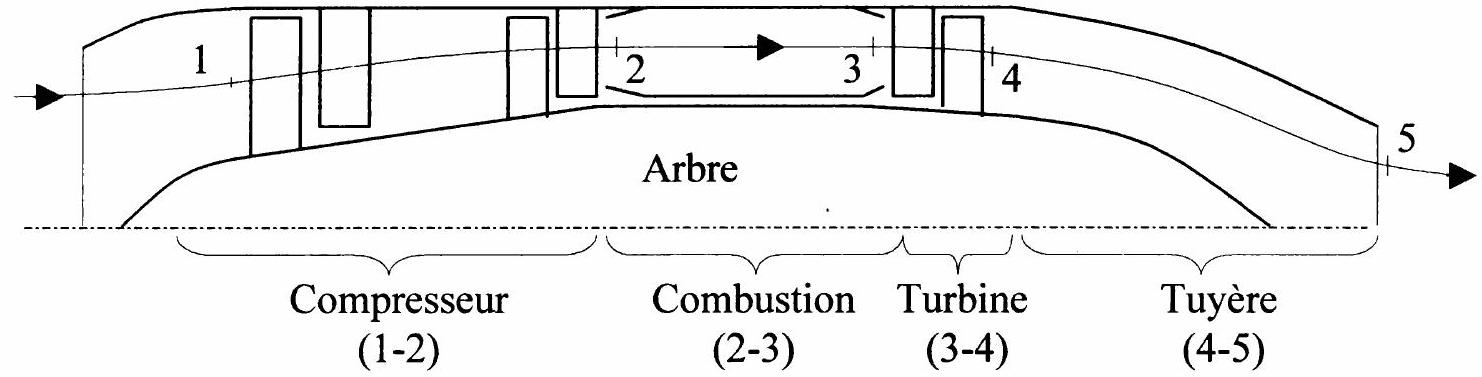 1
2
3
4
5
Arbre
Compresseur
(1-2)
Combustion
(2-3)
Turbine
(3-4)
Tuyère
(4-5)